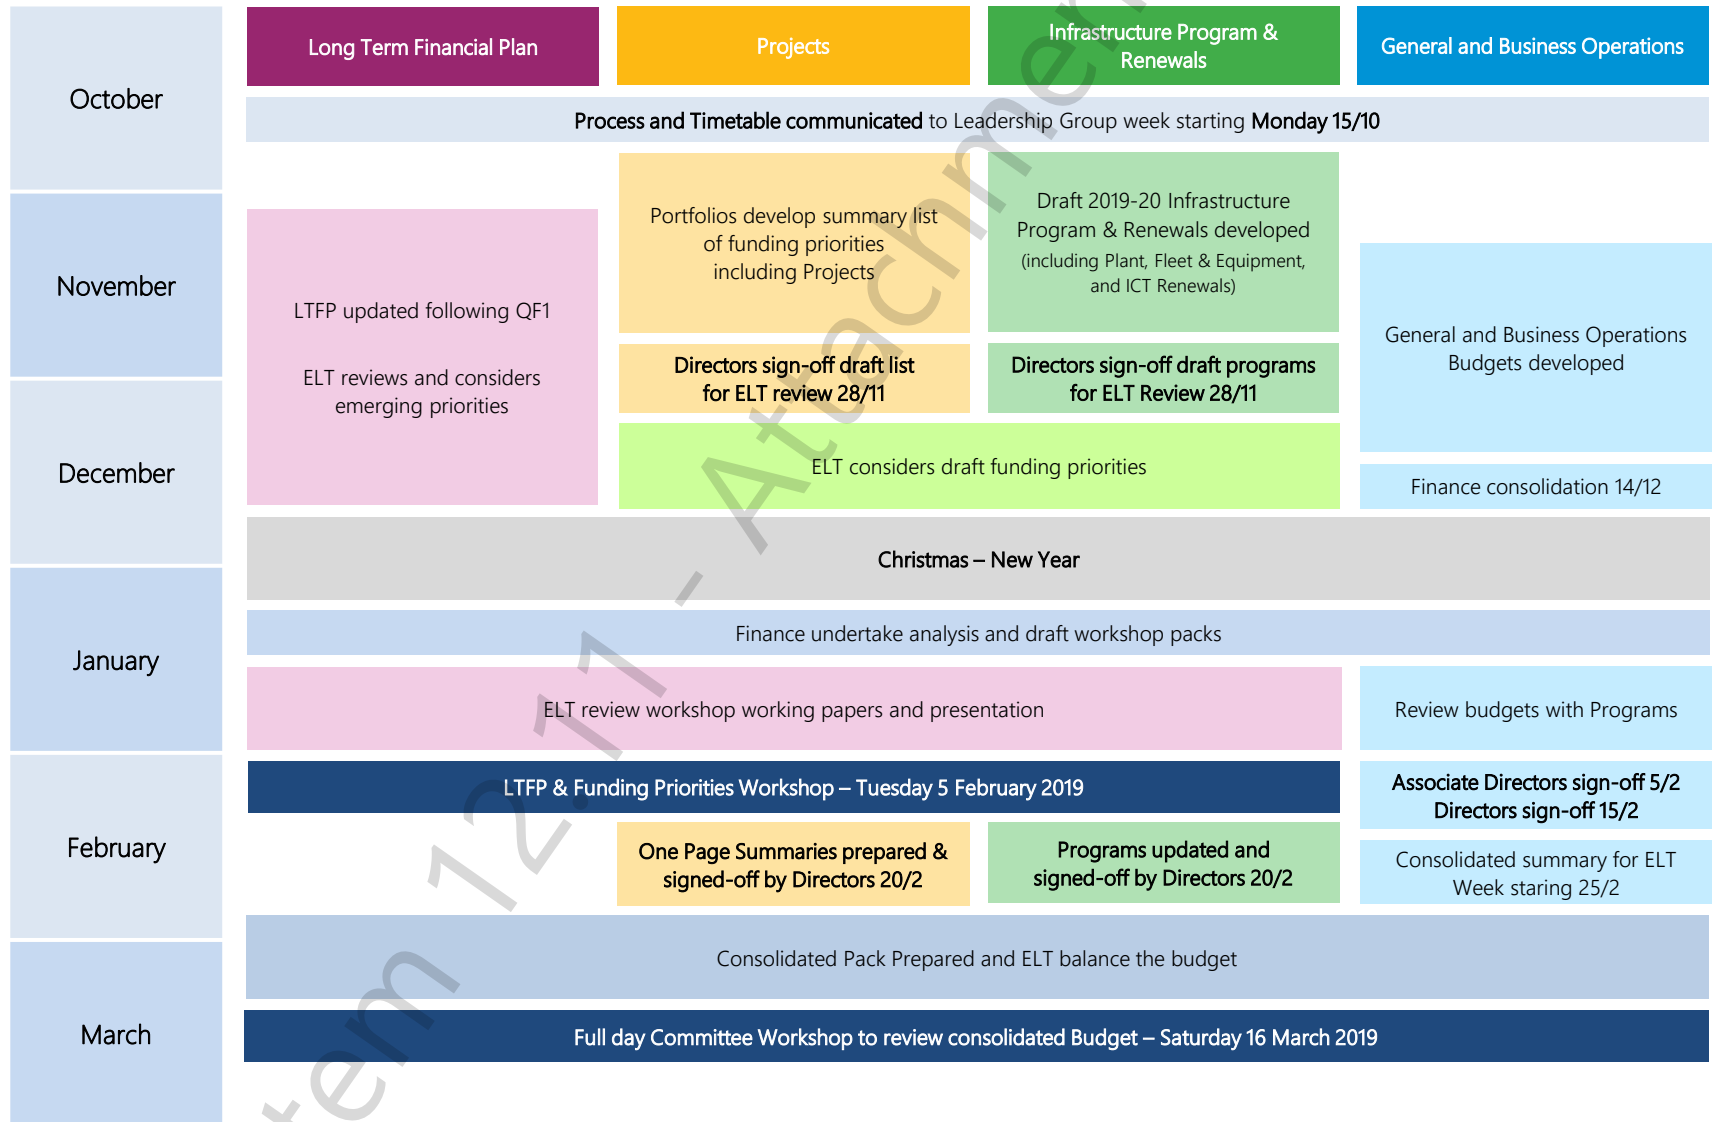 October
Long Term Financial Plan
Projects
Infrastructure Program &
Renewals
General and Business Operations
Process and Timetable communicated to Leadership Group week starting Monday 15/10
November
LTFP updated following QF1
ELT reviews and considers
emerging priorities
Portfolios develop summary list
of funding priorities
including Projects
Draft 2019-20 Infrastructure
Program & Renewals developed
(including Plant, Fleet & Equipment,
and ICT Renewals)
General and Business Operations
Budgets developed
Directors sign-off draft list
for ELT review 28/11
Directors sign-off draft programs
for ELT Review 28/11
December
ELT considers draft funding priorities
Finance consolidation 14/12
Christmas – New Year
January
Finance undertake analysis and draft workshop packs
ELT review workshop working papers and presentation
Review budgets with Programs
February
LTFP & Funding Priorities Workshop – Tuesday 5 February 2019
Associate Directors sign-off 5/2
Directors sign-off 15/2
One Page Summaries prepared &
signed-off by Directors 20/2
Programs updated and
signed-off by Directors 20/2
Consolidated summary for ELT
Week staring 25/2
March
Consolidated Pack Prepared and ELT balance the budget
Full day Committee Workshop to review consolidated Budget – Saturday 16 March 2019
tem 12.11 - Attachmen